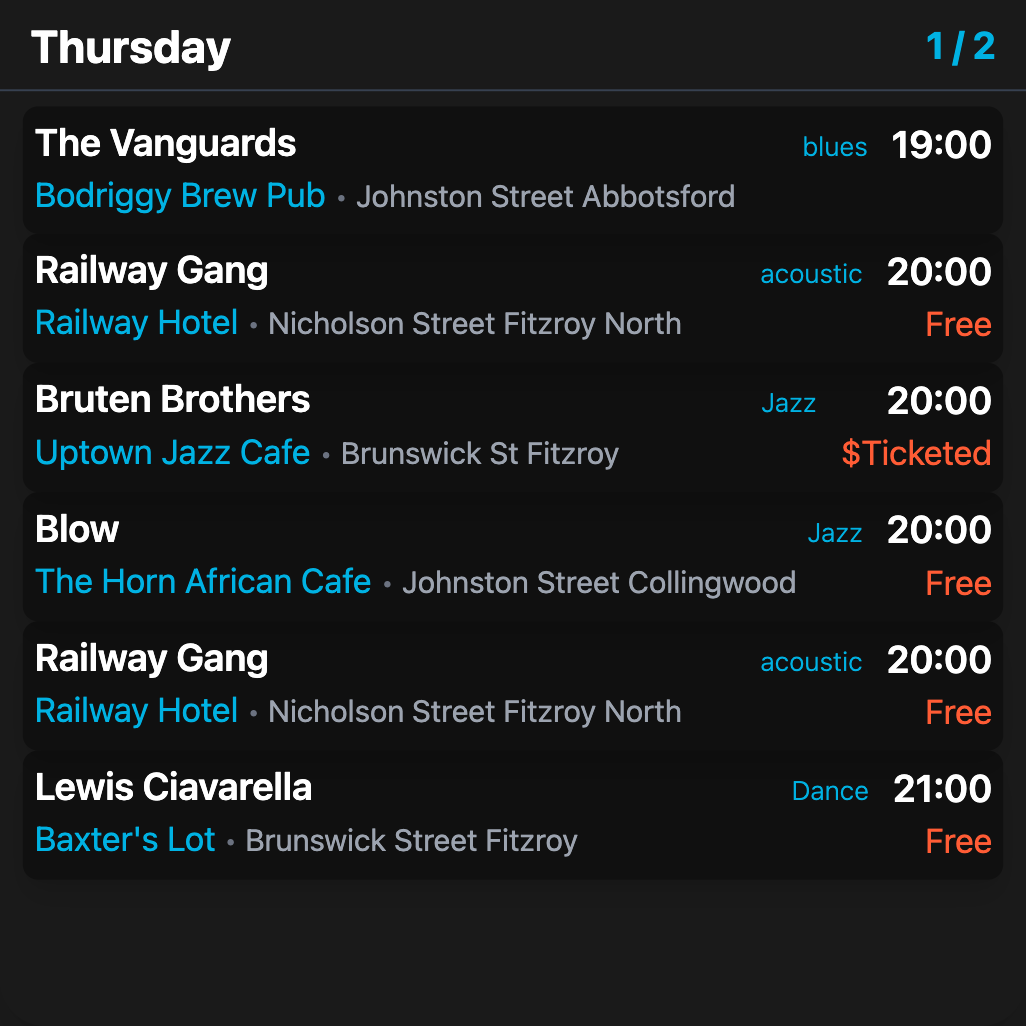 Thursday 1 / 2
The Vanguards blues 19:00
Bodriggy Brew Pub • Johnston Street Abbotsford
Railway Gang acoustic 20:00
Railway Hotel • Nicholson Street Fitzroy North Free
Bruten Brothers Jazz 20:00
Uptown Jazz Cafe • Brunswick St Fitzroy $Ticketed
Blow Jazz 20:00
The Horn African Cafe • Johnston Street Collingwood Free
Railway Gang acoustic 20:00
Railway Hotel • Nicholson Street Fitzroy North Free
Lewis Ciavarella Dance 21:00
Baxter's Lot • Brunswick Street Fitzroy Free